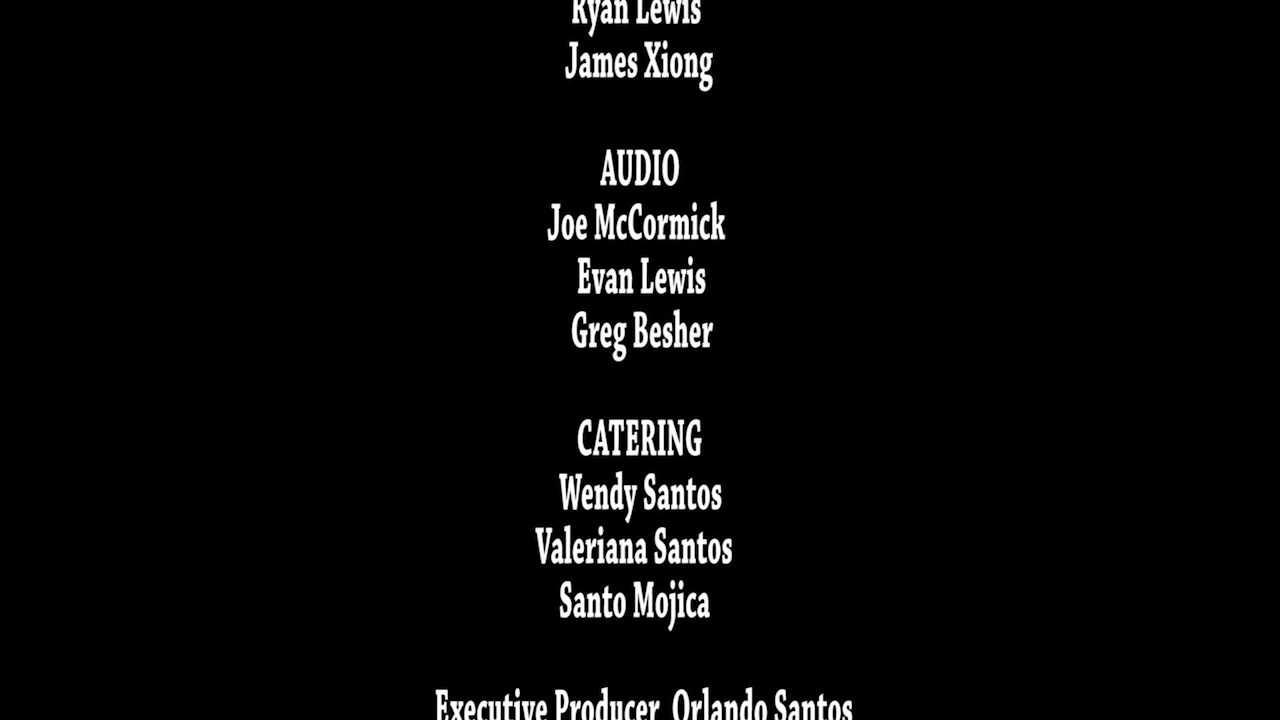 Ryan Lewis
James Xiong
AUDIO
Joe McCormick
Evan Lewis
Greg Besher
CATERING
Wendy Santos
Valeriana Santos
Santo Mojica
Executive Producer Orlando Santos